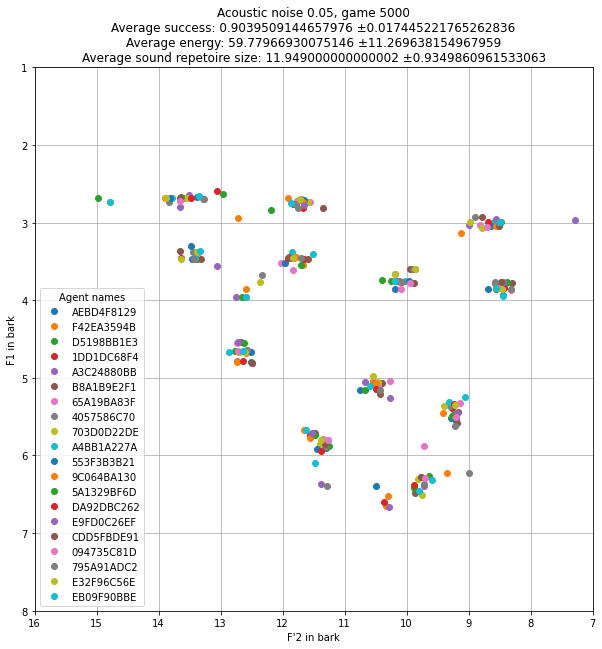 Acoustic noise 0.05, game 5000
Average success: 0.9039509144657976 ±0.017445221765262836
Average energy: 59.77966930075146 ±11.269638154967959
Average sound repetoire size: 11.949000000000002 ±0.9349860961533063
1
2
3
4
5
6
7
8
F1 in bark
Agent names
AEBD4F8129
F42EA3594B
D5198BB1E3
1DD1DC68F4
A3C24880BB
B8A1B9E2F1
65A19BA83F
4057586C70
703D0D22DE
A4BB1A227A
553F3B3B21
9C064BA130
5A1329BF6D
DA92DBC262
E9FD0C26EF
CDD5FBDE91
094735C81D
795A91ADC2
E32F96C56E
EB09F90BBE
16 15 14 13 12 11 10 9 8 7
F'2 in bark